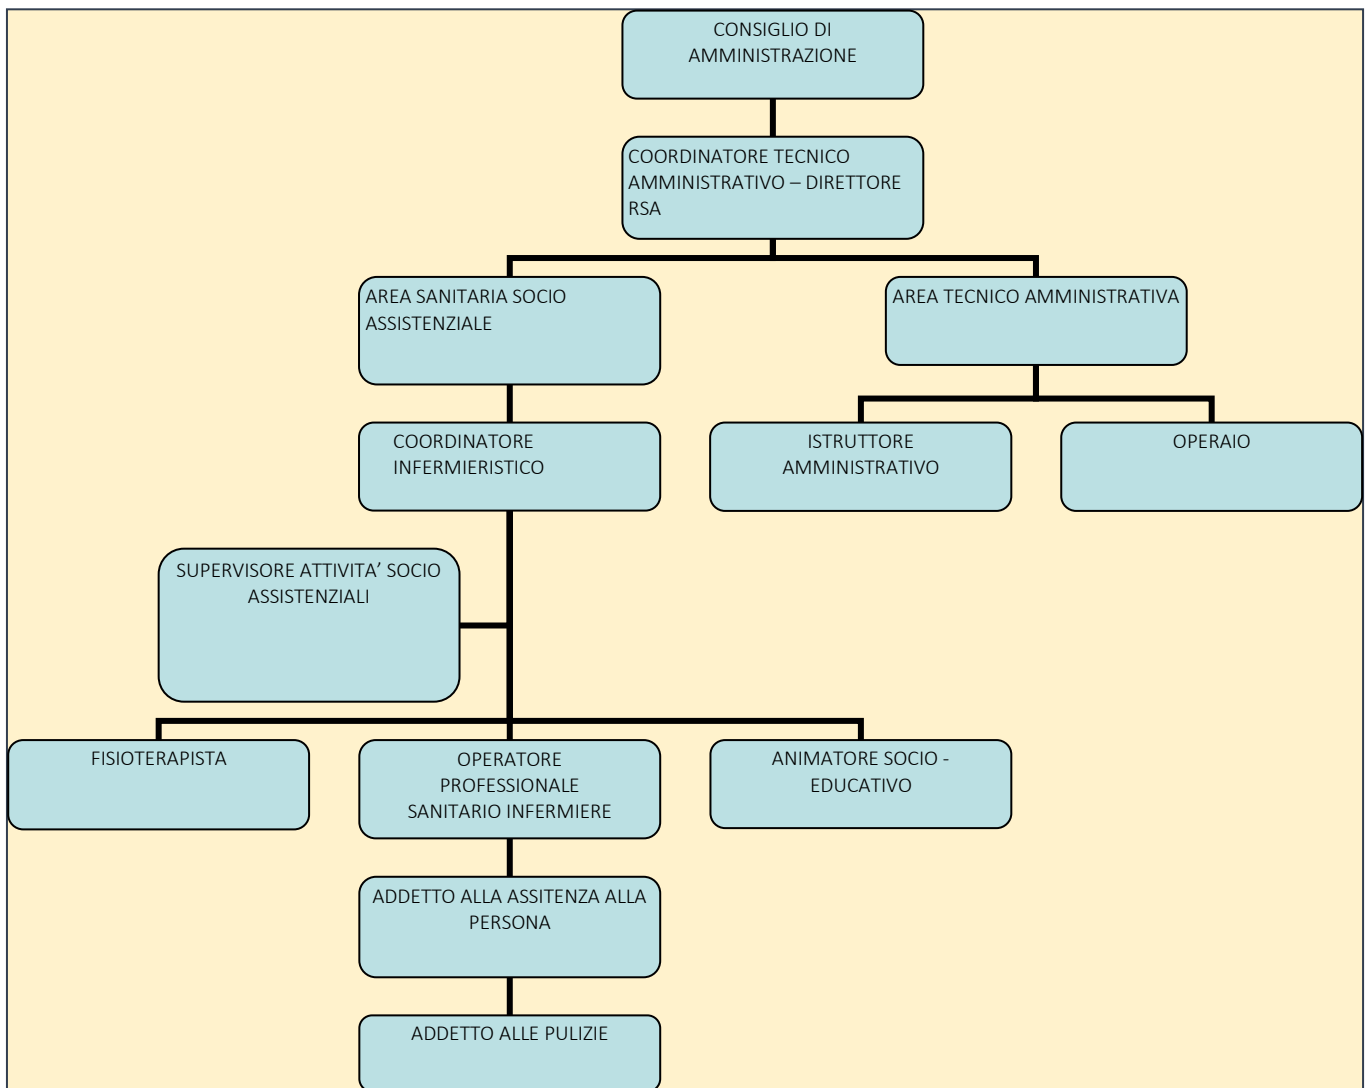 CONSIGLIO DI
AMMINISTRAZIONE
COORDINATORE TECNICO
AMMINISTRATIVO – DIRETTORE
RSA
AREA SANITARIA SOCIO
ASSISTENZIALE
AREA TECNICO AMMINISTRATIVA
COORDINATORE
INFERMIERISTICO
ISTRUTTORE
AMMINISTRATIVO
OPERAIO
SUPERVISORE ATTIVITA’ SOCIO
ASSISTENZIALI
FISIOTERAPISTA
OPERATORE
PROFESSIONALE
SANITARIO INFERMIERE
ANIMATORE SOCIO -
EDUCATIVO
ADDETTO ALLA ASSITENZA ALLA
PERSONA
ADDETTO ALLE PULIZIE